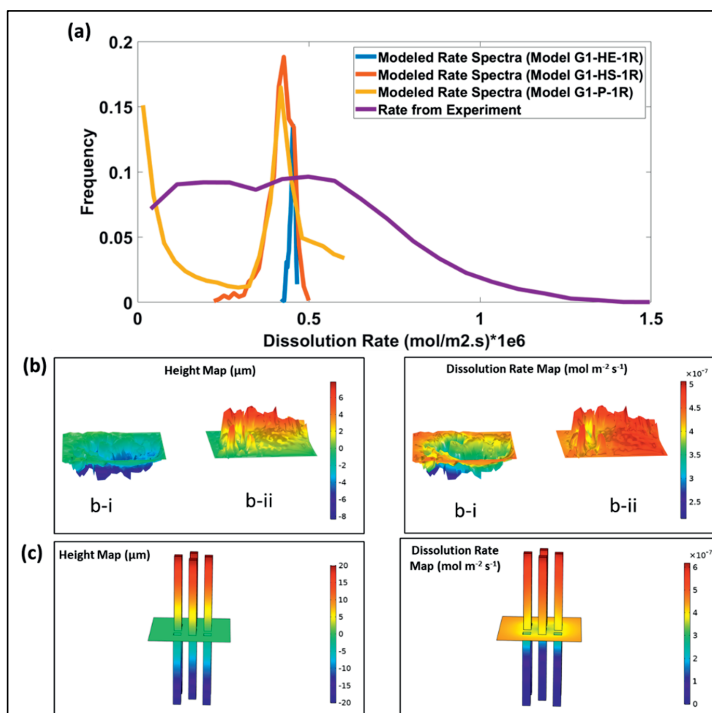 (a)
0.2
0.15
0.1
0.05
0
Frequency
Modeled Rate Spectra (Model G1-HE-1R)
Modeled Rate Spectra (Model G1-HS-1R)
Modeled Rate Spectra (Model G1-P-1R)
Rate from Experiment
0 0.5 1 1.5
Dissolution Rate (mol/m2.s)*1e6
(b)
Height Map (µm)
6
4
2
0
-2
-4
-6
-8
b-i
b-ii
Dissolution Rate Map (mol m⁻² s⁻¹)
×10⁻⁷
5
4.5
4
3.5
3
2.5
b-i
b-ii
(c)
Height Map (µm)
20
15
10
5
0
-5
-10
-15
-20
Dissolution Rate
Map (mol m⁻² s⁻¹)
×10⁻⁷
6
5
4
3
2
1
0